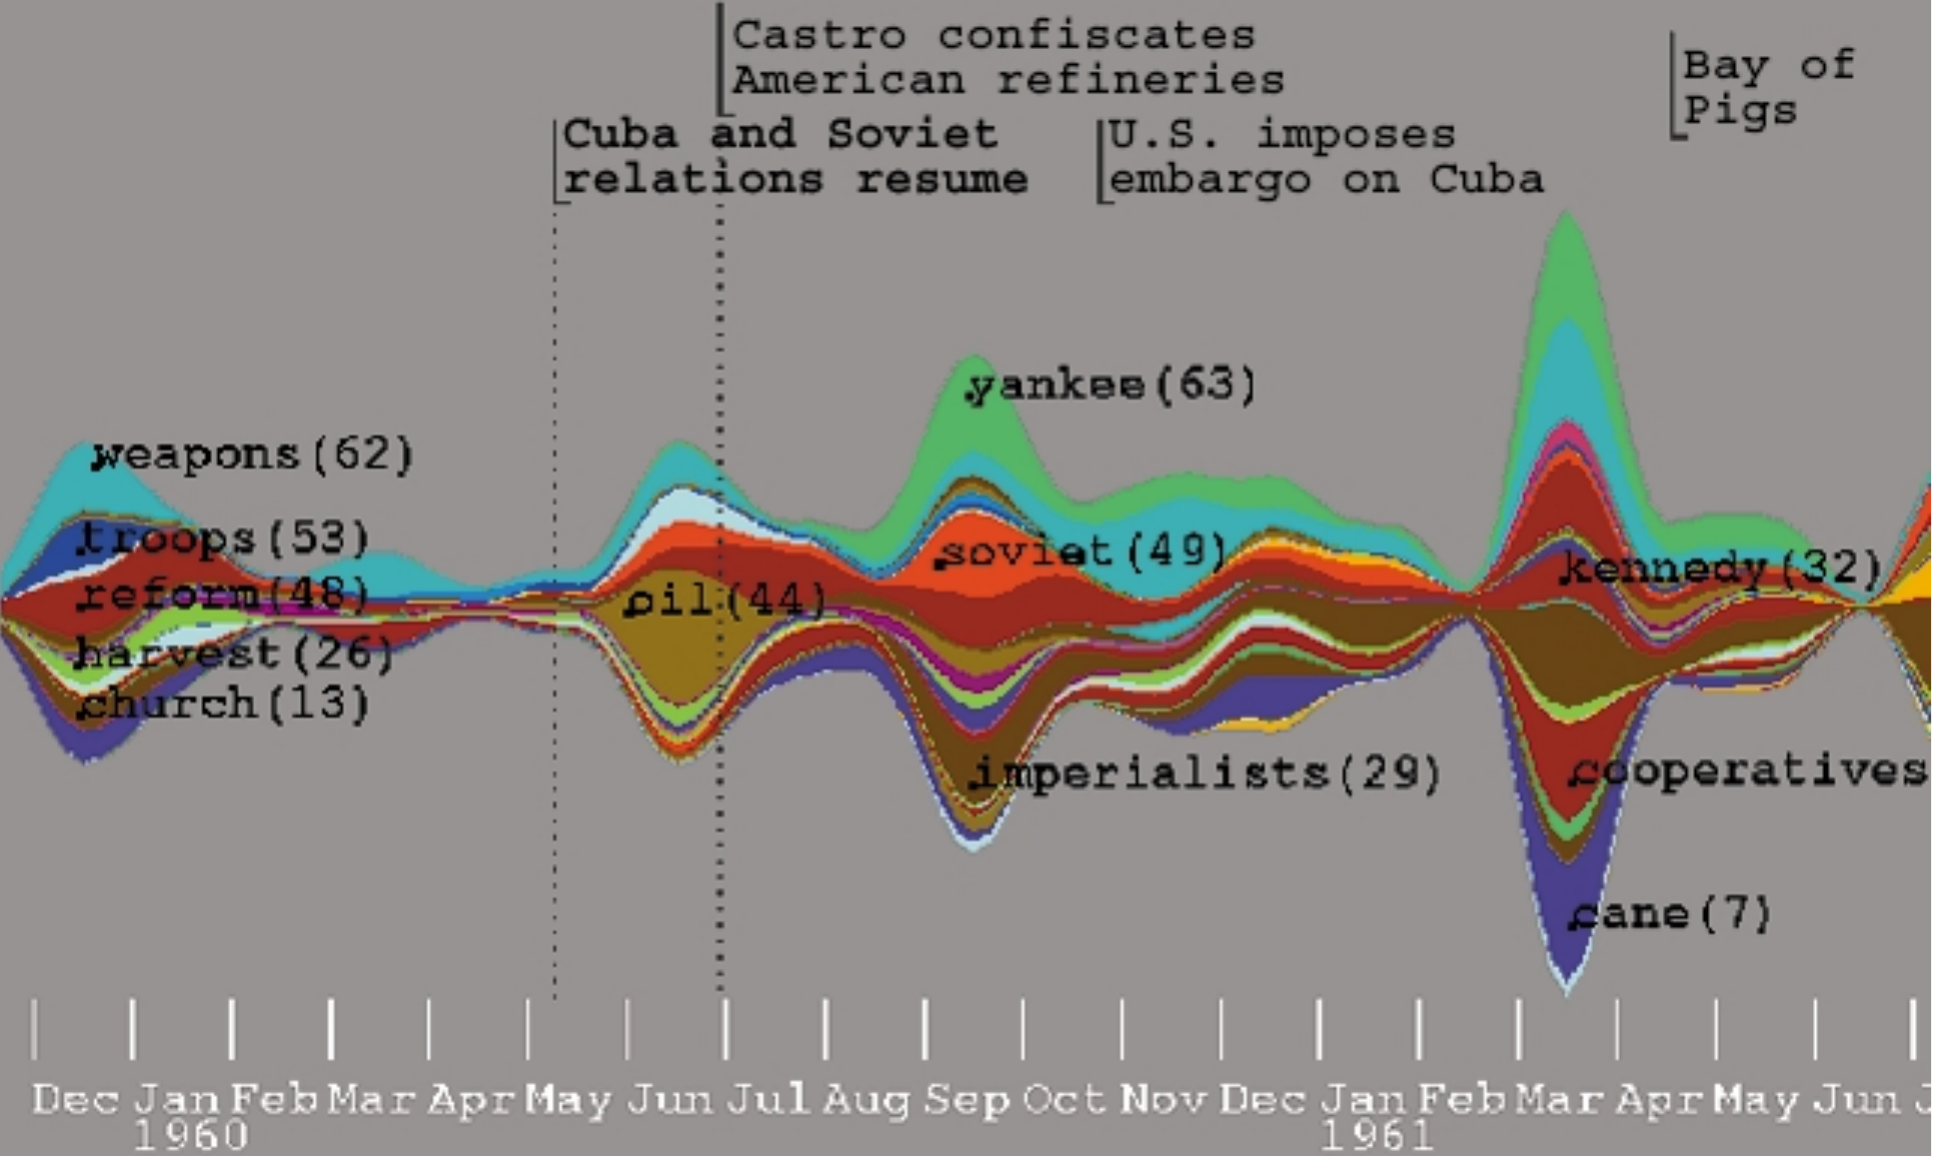 Castro confiscates
American refineries
Bay of
Pigs
Cuba and Soviet
relations resume
U.S. imposes
embargo on Cuba
yankee(63)
weapons(62)
troops(53)
soviet(49)
kennedy(32)
reform(48)
oil(44)
harvest(26)
church(13)
imperialists(29)
cooperatives
cane(7)
Dec Jan Feb Mar Apr May Jun Jul Aug Sep Oct Nov Dec Jan Feb Mar Apr May Jun J
1960 1961